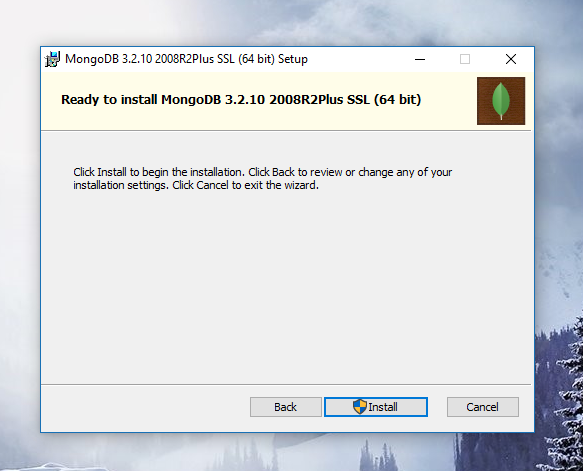 MongoDB 3.2.10 2008R2Plus SSL (64 bit) Setup
Ready to install MongoDB 3.2.10 2008R2Plus SSL (64 bit)
Click Install to begin the installation. Click Back to review or change any of your
installation settings. Click Cancel to exit the wizard.
Back
Install
Cancel